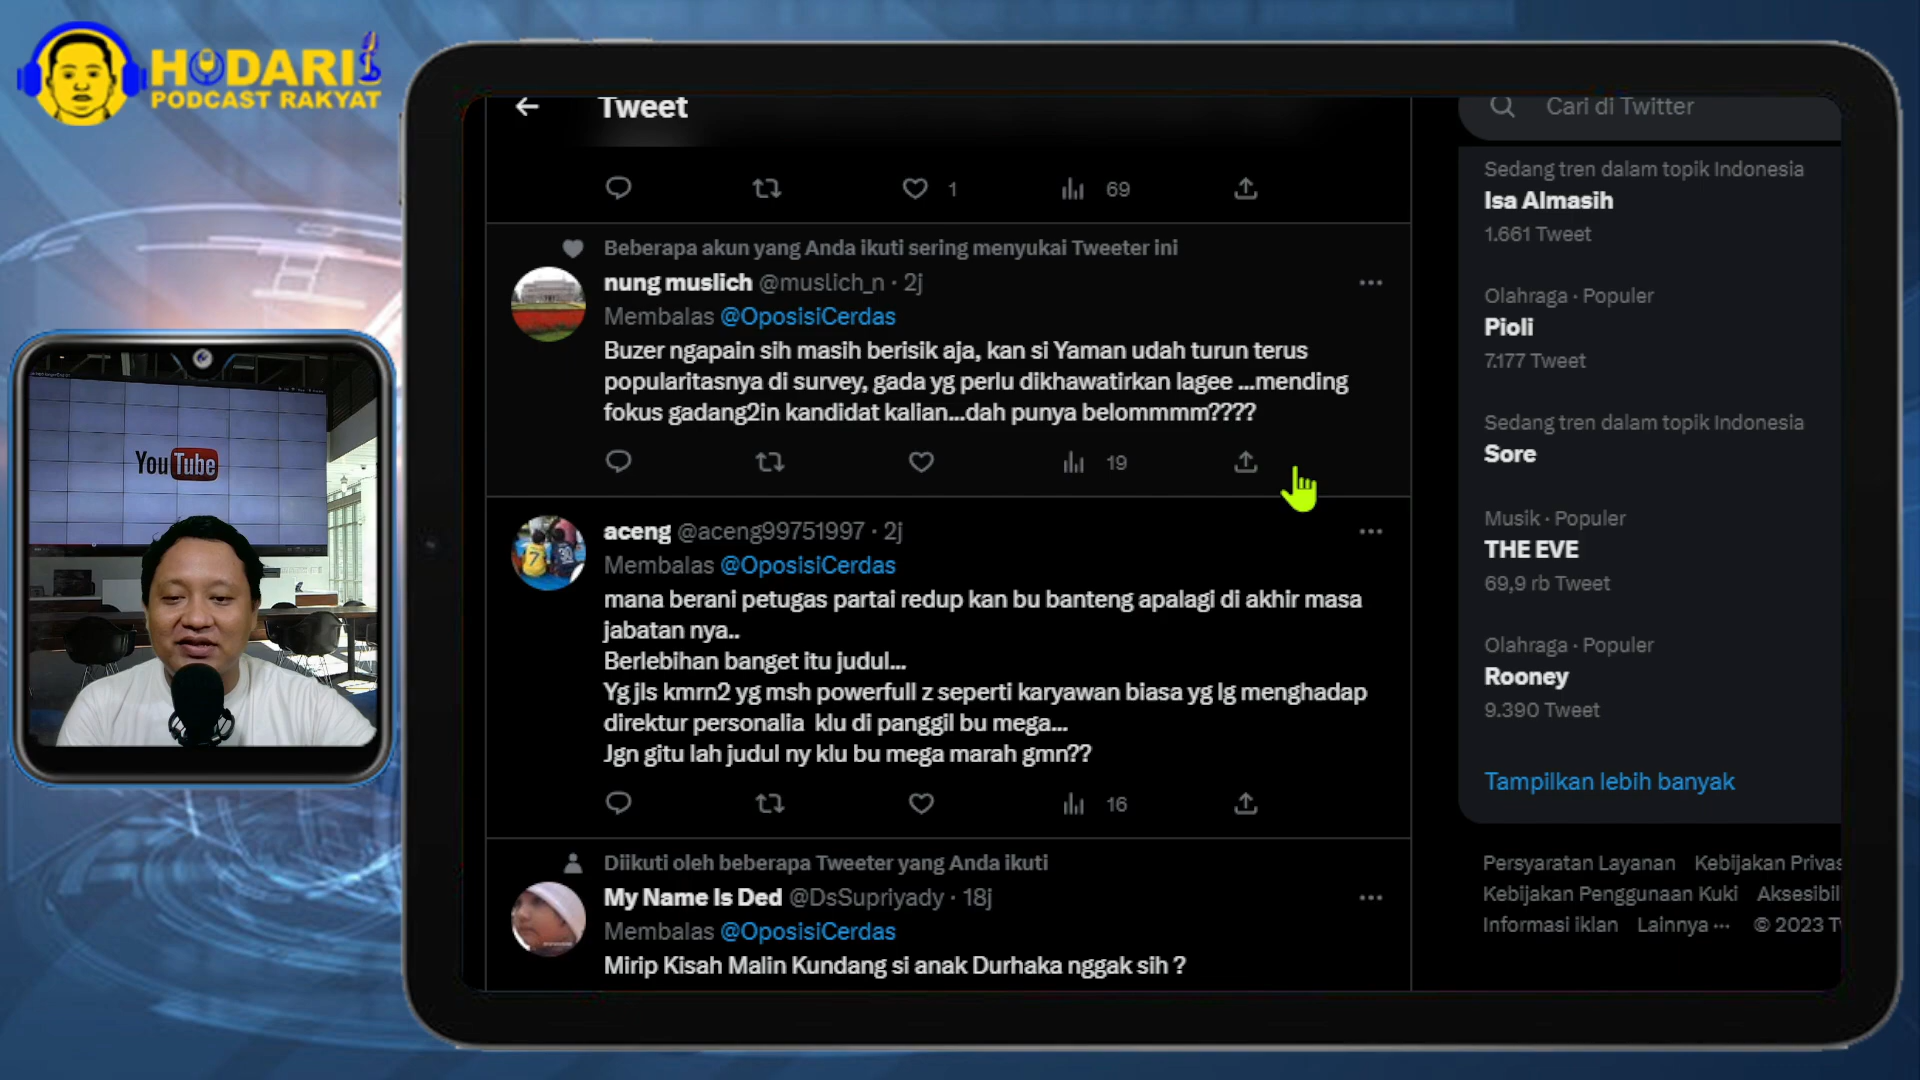 HODARI
PODCAST RAKYAT
YouTube
Tweet
1
69
Beberapa akun yang Anda ikuti sering menyukai Tweeter ini
nung muslich @muslich_n · 2j
Membalas @OposisiCerdas
Buzer ngapain sih masih berisik aja, kan si Yaman udah turun terus
popularitasnya di survey, gada yg perlu dikhawatirkan lagee ...mending
fokus gadang2in kandidat kalian...dah punya belommmm????
19
aceng @aceng99751997 · 2j
Membalas @OposisiCerdas
mana berani petugas partai redup kan bu banteng apalagi di akhir masa
jabatan nya..
Berlebihan banget itu judul...
Yg jls kmrn2 yg msh powerfull z seperti karyawan biasa yg lg menghadap
direktur personalia klu di panggil bu mega...
Jgn gitu lah judul ny klu bu mega marah gmn??
16
Diikuti oleh beberapa Tweeter yang Anda ikuti
My Name Is Ded @DsSupriyady · 18j
Membalas @OposisiCerdas
Mirip Kisah Malin Kundang si anak Durhaka nggak sih ?
Cari di Twitter
Sedang tren dalam topik Indonesia
Isa Almasih
1.661 Tweet
Olahraga · Populer
Pioli
7.177 Tweet
Sedang tren dalam topik Indonesia
Sore
Musik · Populer
THE EVE
69,9 rb Tweet
Olahraga · Populer
Rooney
9.390 Tweet
Tampilkan lebih banyak
Persyaratan Layanan Kebijakan Privas
Kebijakan Penggunaan Kuki Aksesibil
Informasi iklan Lainnya ··· © 2023 Tw